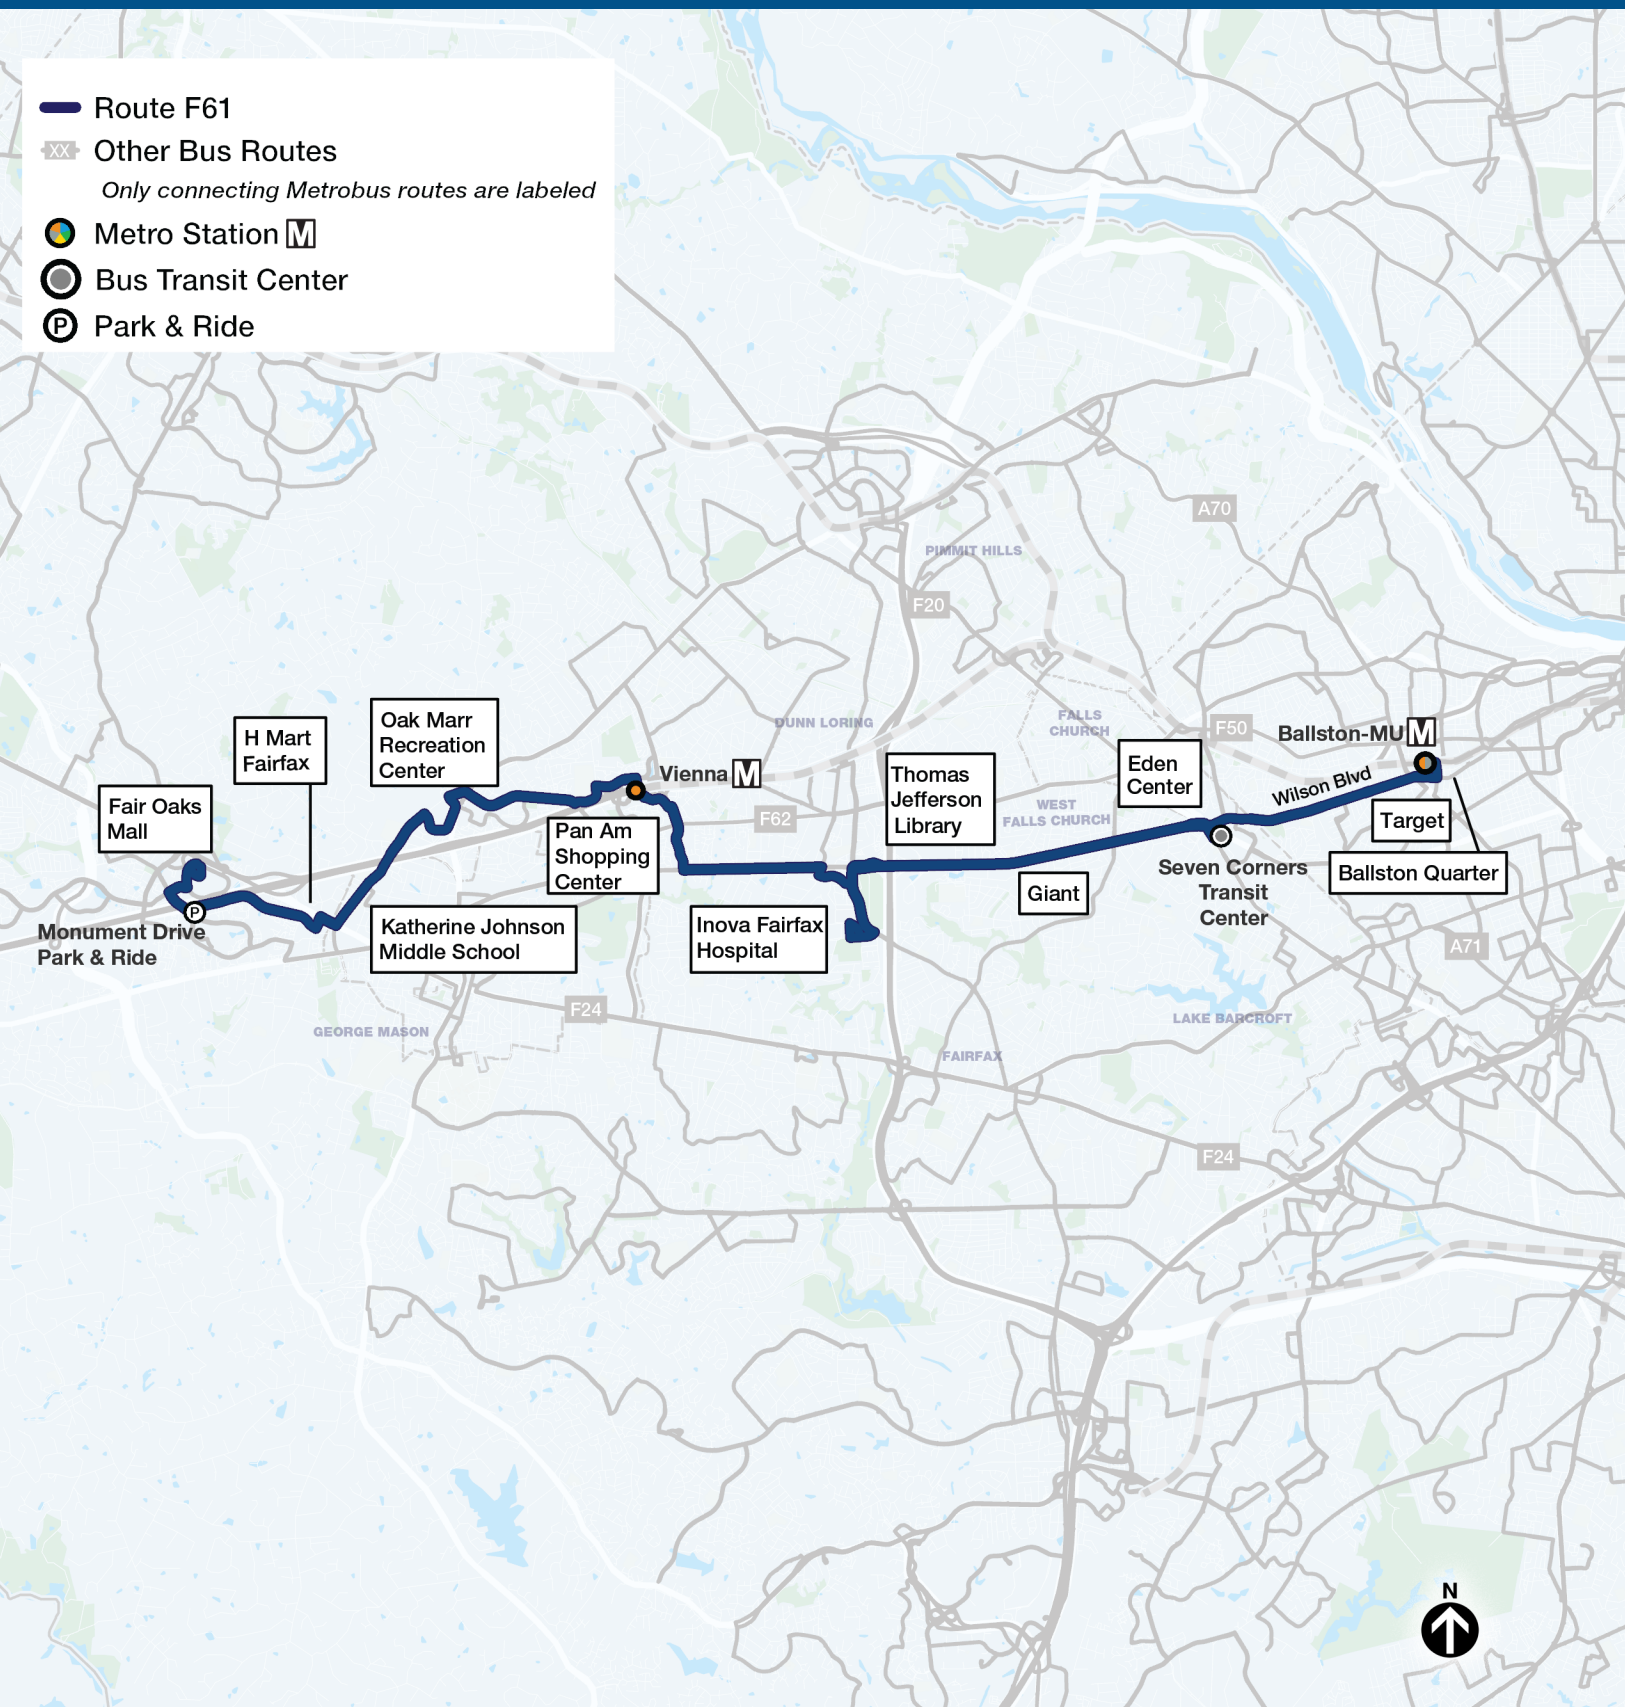 Route F61
XX Other Bus Routes
Only connecting Metrobus routes are labeled
Metro Station M
Bus Transit Center
P Park & Ride
A70
PIMMIT HILLS
F20
Oak Marr
Recreation
Center
H Mart
Fairfax
DUNN LORING
FALLS
CHURCH
F50
Ballston-MU M
Vienna M
Eden
Center
Thomas
Jefferson
Library
Wilson Blvd
Fair Oaks
Mall
WEST
FALLS CHURCH
F62
Target
Pan Am
Shopping
Center
Seven Corners
Transit
Center
Ballston Quarter
Giant
P
Monument Drive
Park & Ride
Katherine Johnson
Middle School
Inova Fairfax
Hospital
A71
F24
LAKE BARCROFT
GEORGE MASON
FAIRFAX
F24
N